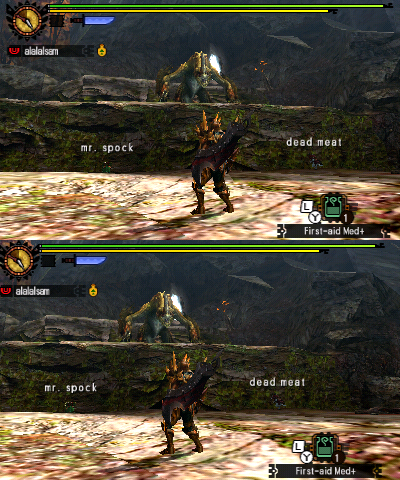 alalalsam
mr. spock
dead meat
L
Y
1
First-aid Med+
alalalsam
mr. spock
dead meat
L
Y
1
First-aid Med+